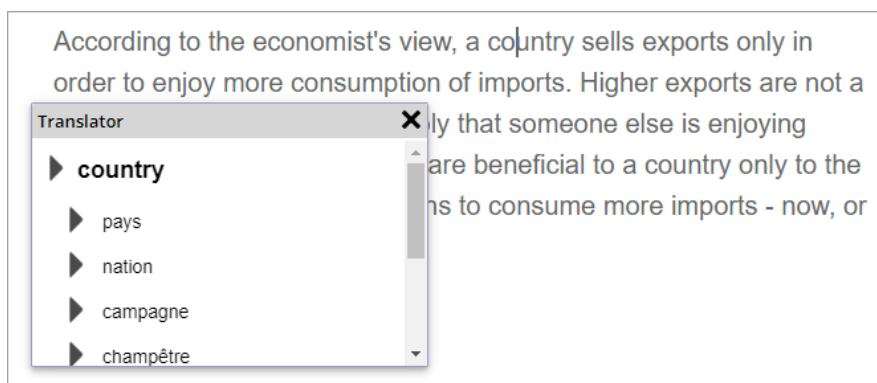 According to the economist's view, a country sells exports only in
order to enjoy more consumption of imports. Higher exports are not a
Translator
that someone else is enjoying
country
are beneficial to a country only to the
pays
to consume more imports - now, or
nation
campagne
champêtre